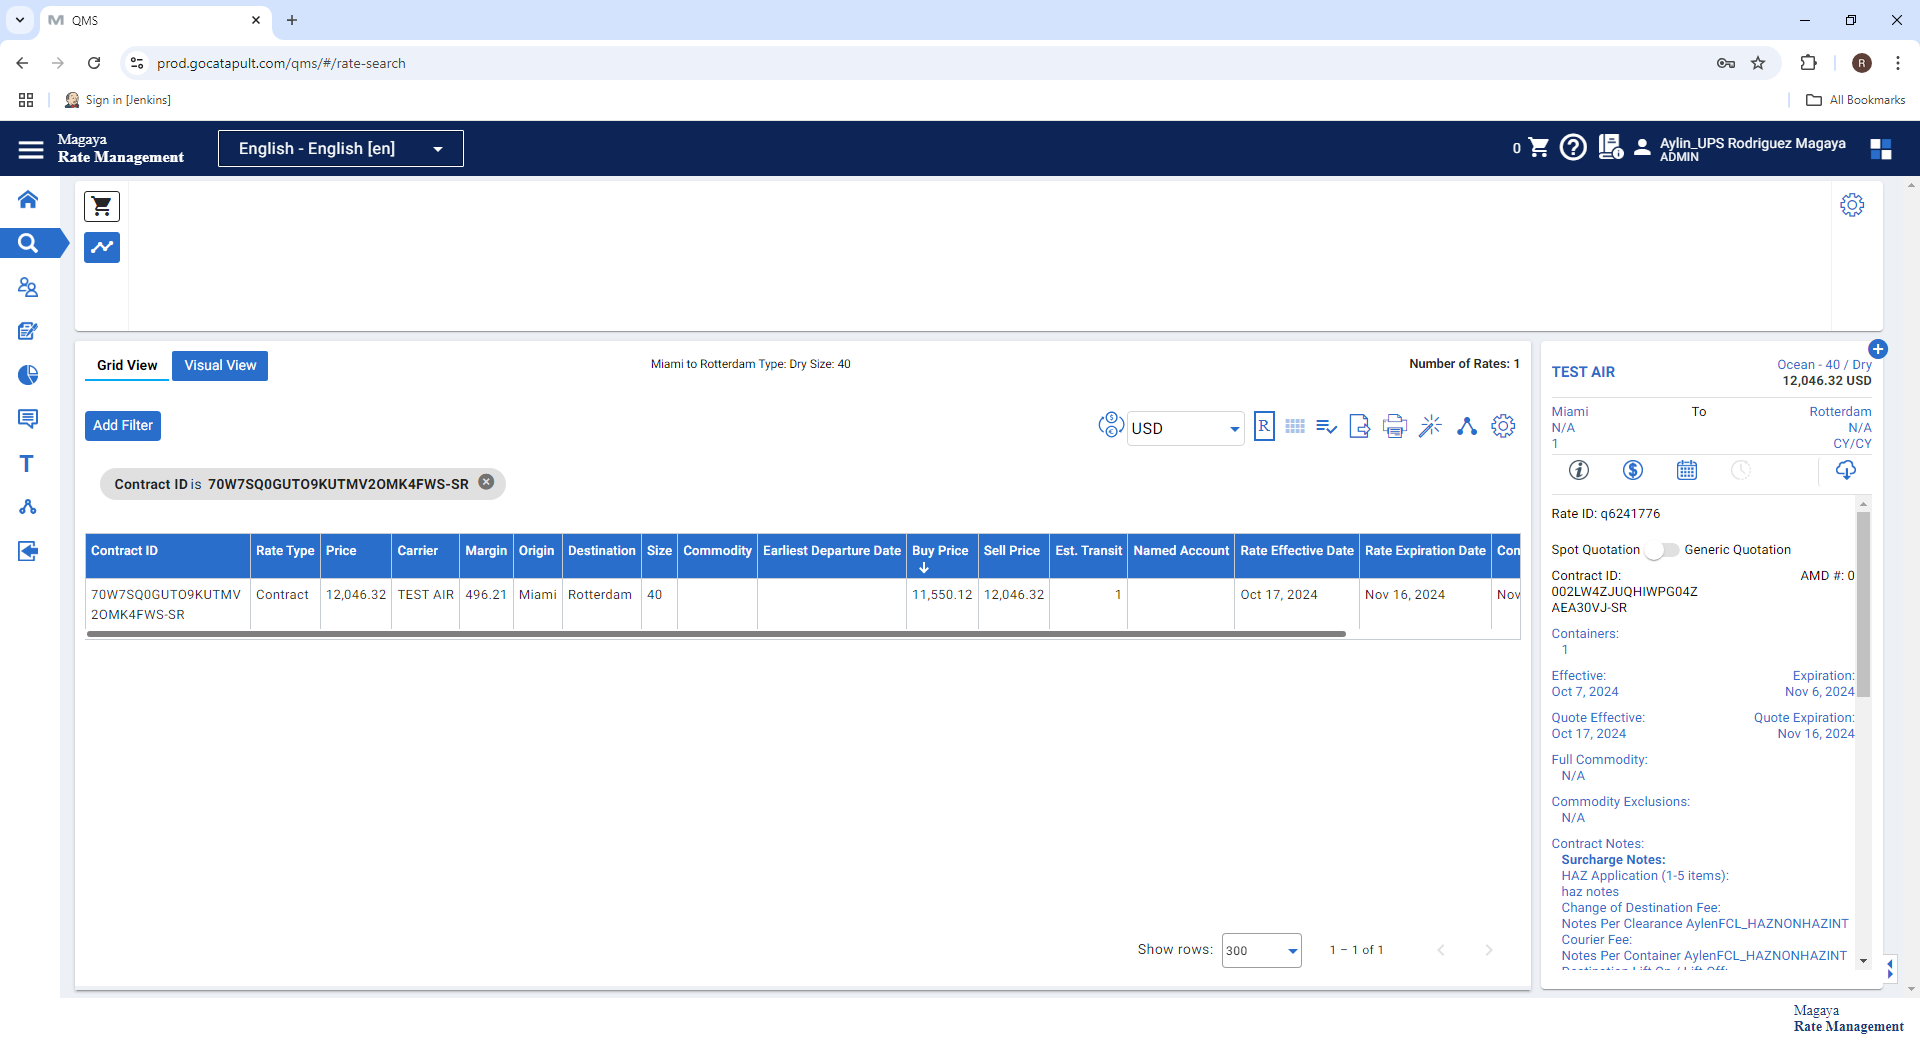 QMS
prod.gocatapult.com/qms/#/rate-search
R
Sign in [Jenkins]
All Bookmarks
Magaya
Rate Management
English - English [en]
0
Aylin_UPS Rodriguez Magaya
ADMIN
Grid View
Visual View
Miami to Rotterdam Type: Dry Size: 40
Number of Rates: 1
Add Filter
USD
R
Contract ID is 70W7SQ0GUTO9KUTMV2OMK4FWS-SR
Contract ID Rate Type Price Carrier Margin Origin Destination Size Commodity Earliest Departure Date Buy Price Sell Price Est. Transit Named Account Rate Effective Date Rate Expiration Date Con
70W7SQ0GUTO9KUTMV Contract 12,046.32 TEST AIR 496.21 Miami Rotterdam 40 11,550.12 12,046.32 1 Oct 17, 2024 Nov 16, 2024 Nov
2OMK4FWS-SR
Show rows: 300 1 – 1 of 1
TEST AIR
Ocean - 40 / Dry
12,046.32 USD
Miami To Rotterdam
N/A N/A
1 CY/CY
Rate ID: q6241776
Spot Quotation Generic Quotation
Contract ID: AMD #: 0
002LW4ZJUQHIWPG04Z
AEA30VJ-SR
Containers:
1
Effective: Expiration:
Oct 7, 2024 Nov 6, 2024
Quote Effective: Quote Expiration:
Oct 17, 2024 Nov 16, 2024
Full Commodity:
N/A
Commodity Exclusions:
N/A
Contract Notes:
Surcharge Notes:
HAZ Application (1-5 items):
haz notes
Change of Destination Fee:
Notes Per Clearance AylenFCL_HAZNONHAZINT
Courier Fee:
Notes Per Container AylenFCL_HAZNONHAZINT
Destination Lift On / Lift Off:
Magaya
Rate Management